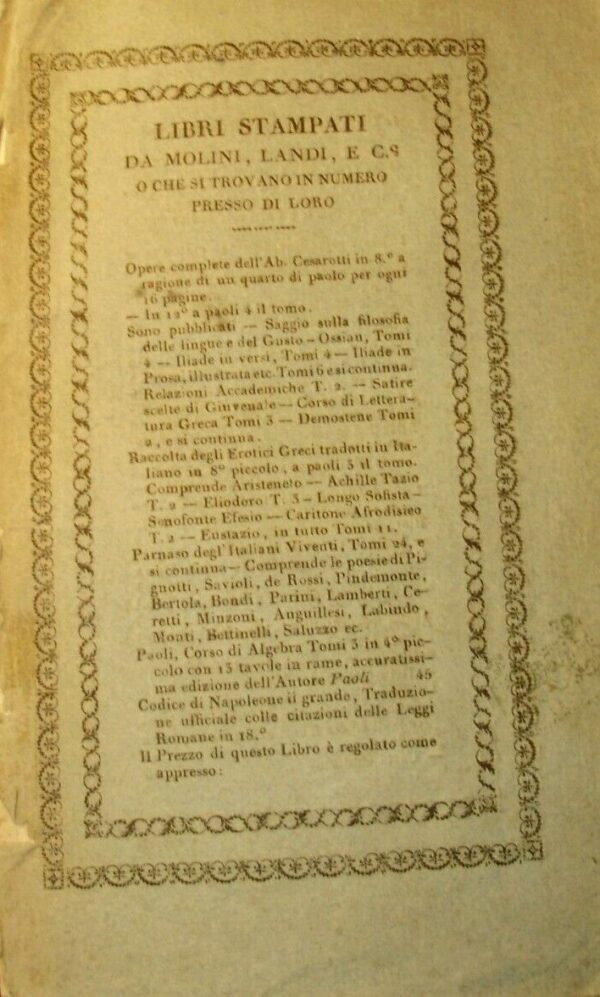 LIBRI STAMPATI
DA MOLINI, LANDI, E C.º
O CHE SI TROVANO IN NUMERO
PRESSO DI LORO
Opere complete dell'Ab. Cesarotti in 8.º a
ragione di un quarto di paolo per ogni
16 pagine.
— In 12º a paoli 4 il tomo.
Sono pubblicati — Saggio sulla filosofia
delle lingue e del Gusto — Ossian, Tomi
4 — Iliade in versi, Tomi 4 — Iliade in
Prosa, illustrata etc. Tomi 6 e si continua.
Relazioni Accademiche T. 2. — Satire
scelte di Giuvenale — Corso di Lettera-
tura Greca Tomi 3 — Demostene Tomi
2, e si continua.
Raccolta degli Erotici Greci tradotti in Ita-
liano in 8º piccolo, a paoli 5 il tomo.
Comprende Aristeneto — Achille Tazio
T. 2 — Eliodoro T. 3 — Longo Sofista —
Senofonte Efesio — Caritone Afrodisieo
T. 2 — Eustazio, in tutto Tomi 11.
Parnaso degl'Italiani Viventi, Tomi 24, e
si continua — Comprende le poesie di Pi-
gnotti, Savioli, de Rossi, Pindemonte,
Bertola, Bondi, Parini, Lamberti, Ce-
retti, Minzoni, Anguillesi, Labindo,
Monti, Bettinelli, Saluzzo ec.
Paoli, Corso di Algebra Tomi 3 in 4º pic-
colo con 13 tavole in rame, accuratissi-
ma edizione dell'Autore Paoli 45
Codice di Napoleone il grande, Traduzio-
ne ufficiale colle citazioni delle Leggi
Romane in 18.º
Il Prezzo di questo Libro è regolato come
appresso: